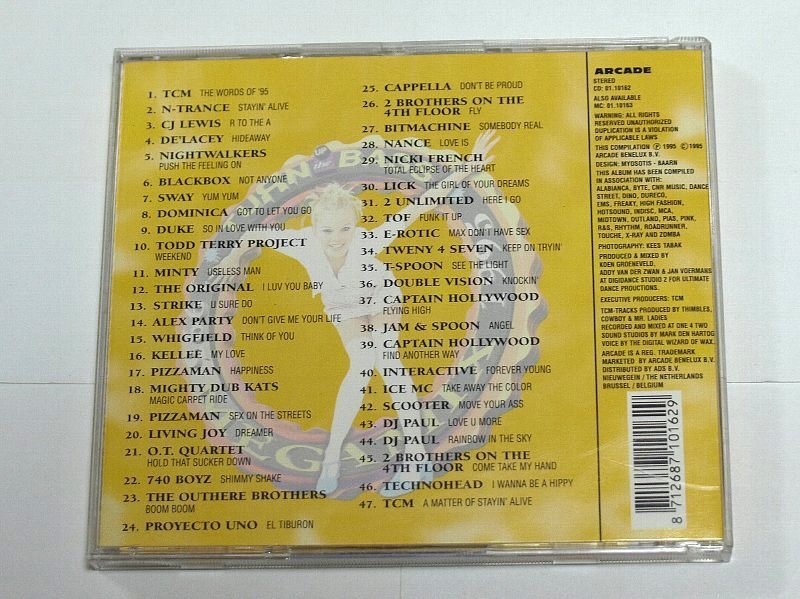 1. TCM THE WORDS OF '95
2. N-TRANCE STAYIN' ALIVE
3. CJ LEWIS R TO THE A
4. DE'LACEY HIDEAWAY
5. NIGHTWALKERS
PUSH THE FEELING ON
6. BLACKBOX NOT ANYONE
7. SWAY YUM YUM
8. DOMINICA GOT TO LET YOU GO
9. DUKE SO IN LOVE WITH YOU
10. TODD TERRY PROJECT
WEEKEND
11. MINTY USELESS MAN
12. THE ORIGINAL I LUV YOU BABY
13. STRIKE U SURE DO
14. ALEX PARTY DON'T GIVE ME YOUR LIFE
15. WHIGFIELD THINK OF YOU
16. KELLEE MY LOVE
17. PIZZAMAN HAPPINESS
18. MIGHTY DUB KATS
MAGIC CARPET RIDE
19. PIZZAMAN SEX ON THE STREETS
20. LIVING JOY DREAMER
21. O.T. QUARTET
HOLD THAT SUCKER DOWN
22. 740 BOYZ SHIMMY SHAKE
23. THE OUTHERE BROTHERS
BOOM BOOM
24. PROYECTO UNO EL TIBURON
25. CAPPELLA DON'T BE PROUD
26. 2 BROTHERS ON THE
4TH FLOOR FLY
27. BITMACHINE SOMEBODY REAL
28. NANCE LOVE IS
29. NICKI FRENCH
TOTAL ECLIPSE OF THE HEART
30. LICK THE GIRL OF YOUR DREAMS
31. 2 UNLIMITED HERE I GO
32. TOF FUNK IT UP
33. E-ROTIC MAX DON'T HAVE SEX
34. TWENY 4 SEVEN KEEP ON TRYIN'
35. T-SPOON SEE THE LIGHT
36. DOUBLE VISION KNOCKIN'
37. CAPTAIN HOLLYWOOD
FLYING HIGH
38. JAM & SPOON ANGEL
39. CAPTAIN HOLLYWOOD
FIND ANOTHER WAY
40. INTERACTIVE FOREVER YOUNG
41. ICE MC TAKE AWAY THE COLOR
42. SCOOTER MOVE YOUR ASS
43. DJ PAUL LOVE U MORE
44. DJ PAUL RAINBOW IN THE SKY
45. 2 BROTHERS ON THE
4TH FLOOR COME TAKE MY HAND
46. TECHNOHEAD I WANNA BE A HIPPY
47. TCM A MATTER OF STAYIN' ALIVE
ARCADE
STEREO
CD: 01.10162
ALSO AVAILABLE
MC: 01.10163
WARNING: ALL RIGHTS
RESERVED UNAUTHORIZED
DUPLICATION IS A VIOLATION
OF APPLICABLE LAWS
THIS COMPILATION Ⓟ 1995 © 1995
ARCADE BENELUX B.V.
DESIGN: MYOSOTIS - BAARN
THIS ALBUM HAS BEEN COMPILED
IN ASSOCIATION WITH:
ALABIANCA, BYTE, CNR MUSIC, DANCE
STREET, DINO, DURECO,
EMS, FREAKY, HIGH FASHION,
HOTSOUND, INDISC, MCA,
MIDTOWN, OUTLAND, PIAS, PINK,
R&S, RHYTHM, ROADRUNNER,
TOUCHE, X-RAY AND ZOMBA
PHOTOGRAPHY: KEES TABAK
PRODUCED & MIXED BY
KOEN GROENEVELD,
ADDY VAN DER ZWAN & JAN VOERMANS
AT DIGIDANCE STUDIO 2 FOR ULTIMATE
DANCE PROUCTIONS.
EXECUTIVE PRODUCERS: TCM
TCM-TRACKS PRODUCED BY THIMBLES,
COWBOY & MR. LADIES
RECORDED AND MIXED AT ONE 4 TWO
SOUND STUDIOS BY MARK DEN HARTOG
VOICE BY THE DIGITAL WIZARD OF WAX.
ARCADE IS A REG. TRADEMARK
MARKETED BY ARCADE BENELUX B.V.
DISTRIBUTED BY ADS B.V.
NIEUWEGEIN / THE NETHERLANDS
BRUSSEL / BELGIUM
8 712687 101629